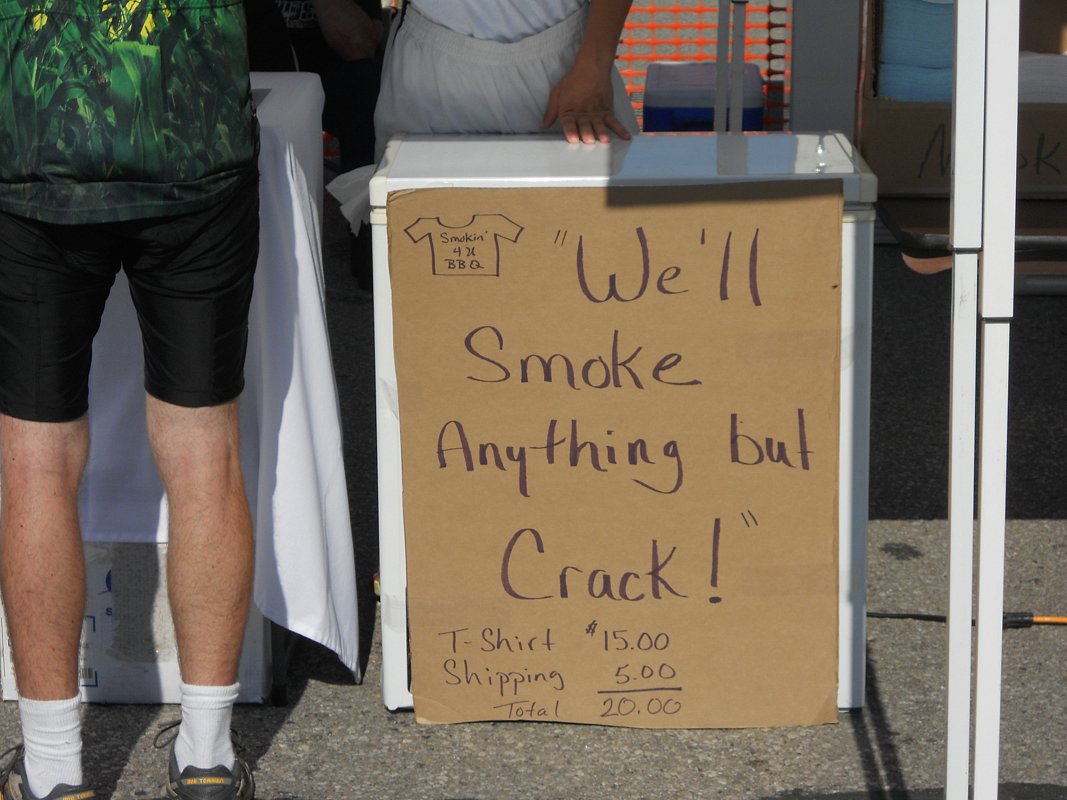 Smokin'
4 U
BBQ
"We'll
Smoke
Anything but
Crack!"
T-Shirt $15.00
Shipping 5.00
Total 20.00